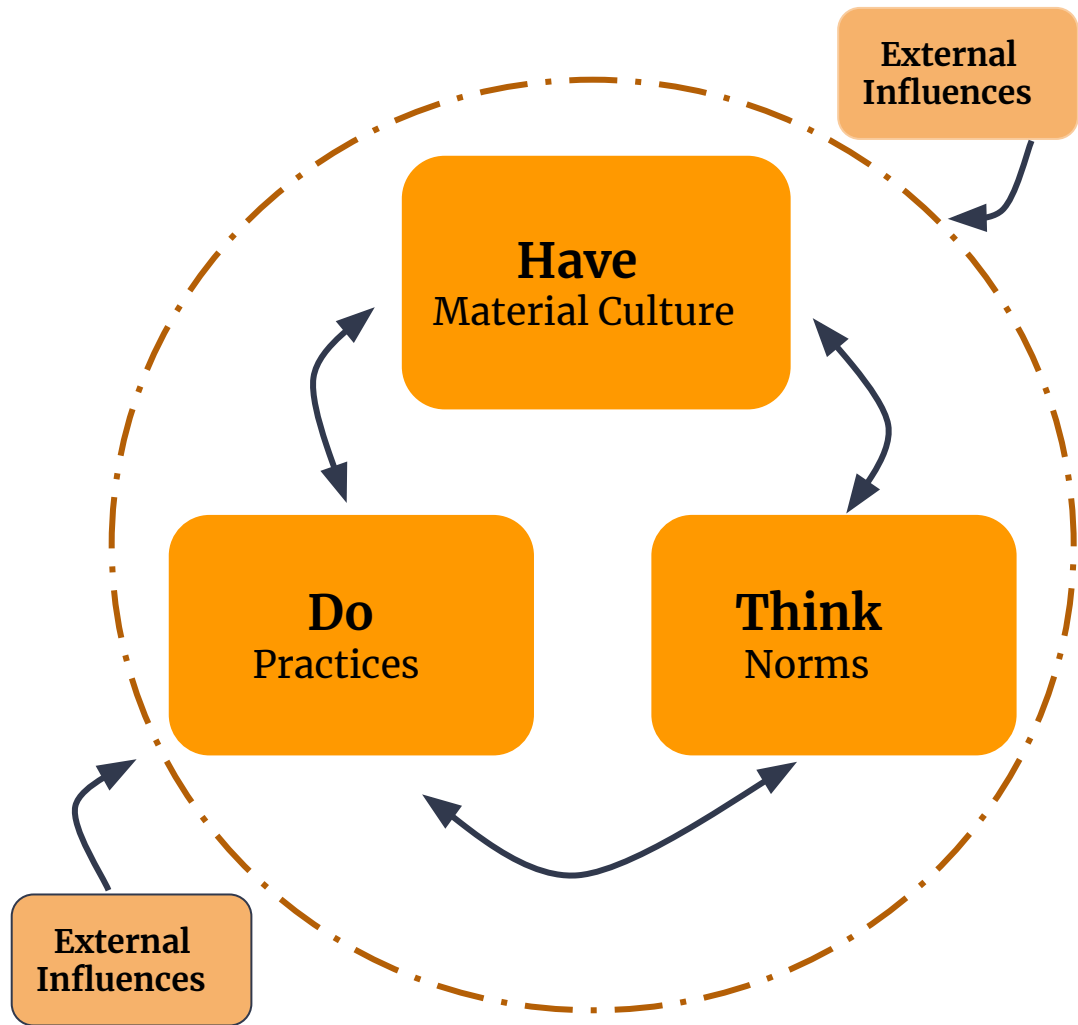 External
Influences
Have
Material Culture
Do
Practices
Think
Norms
External
Influences